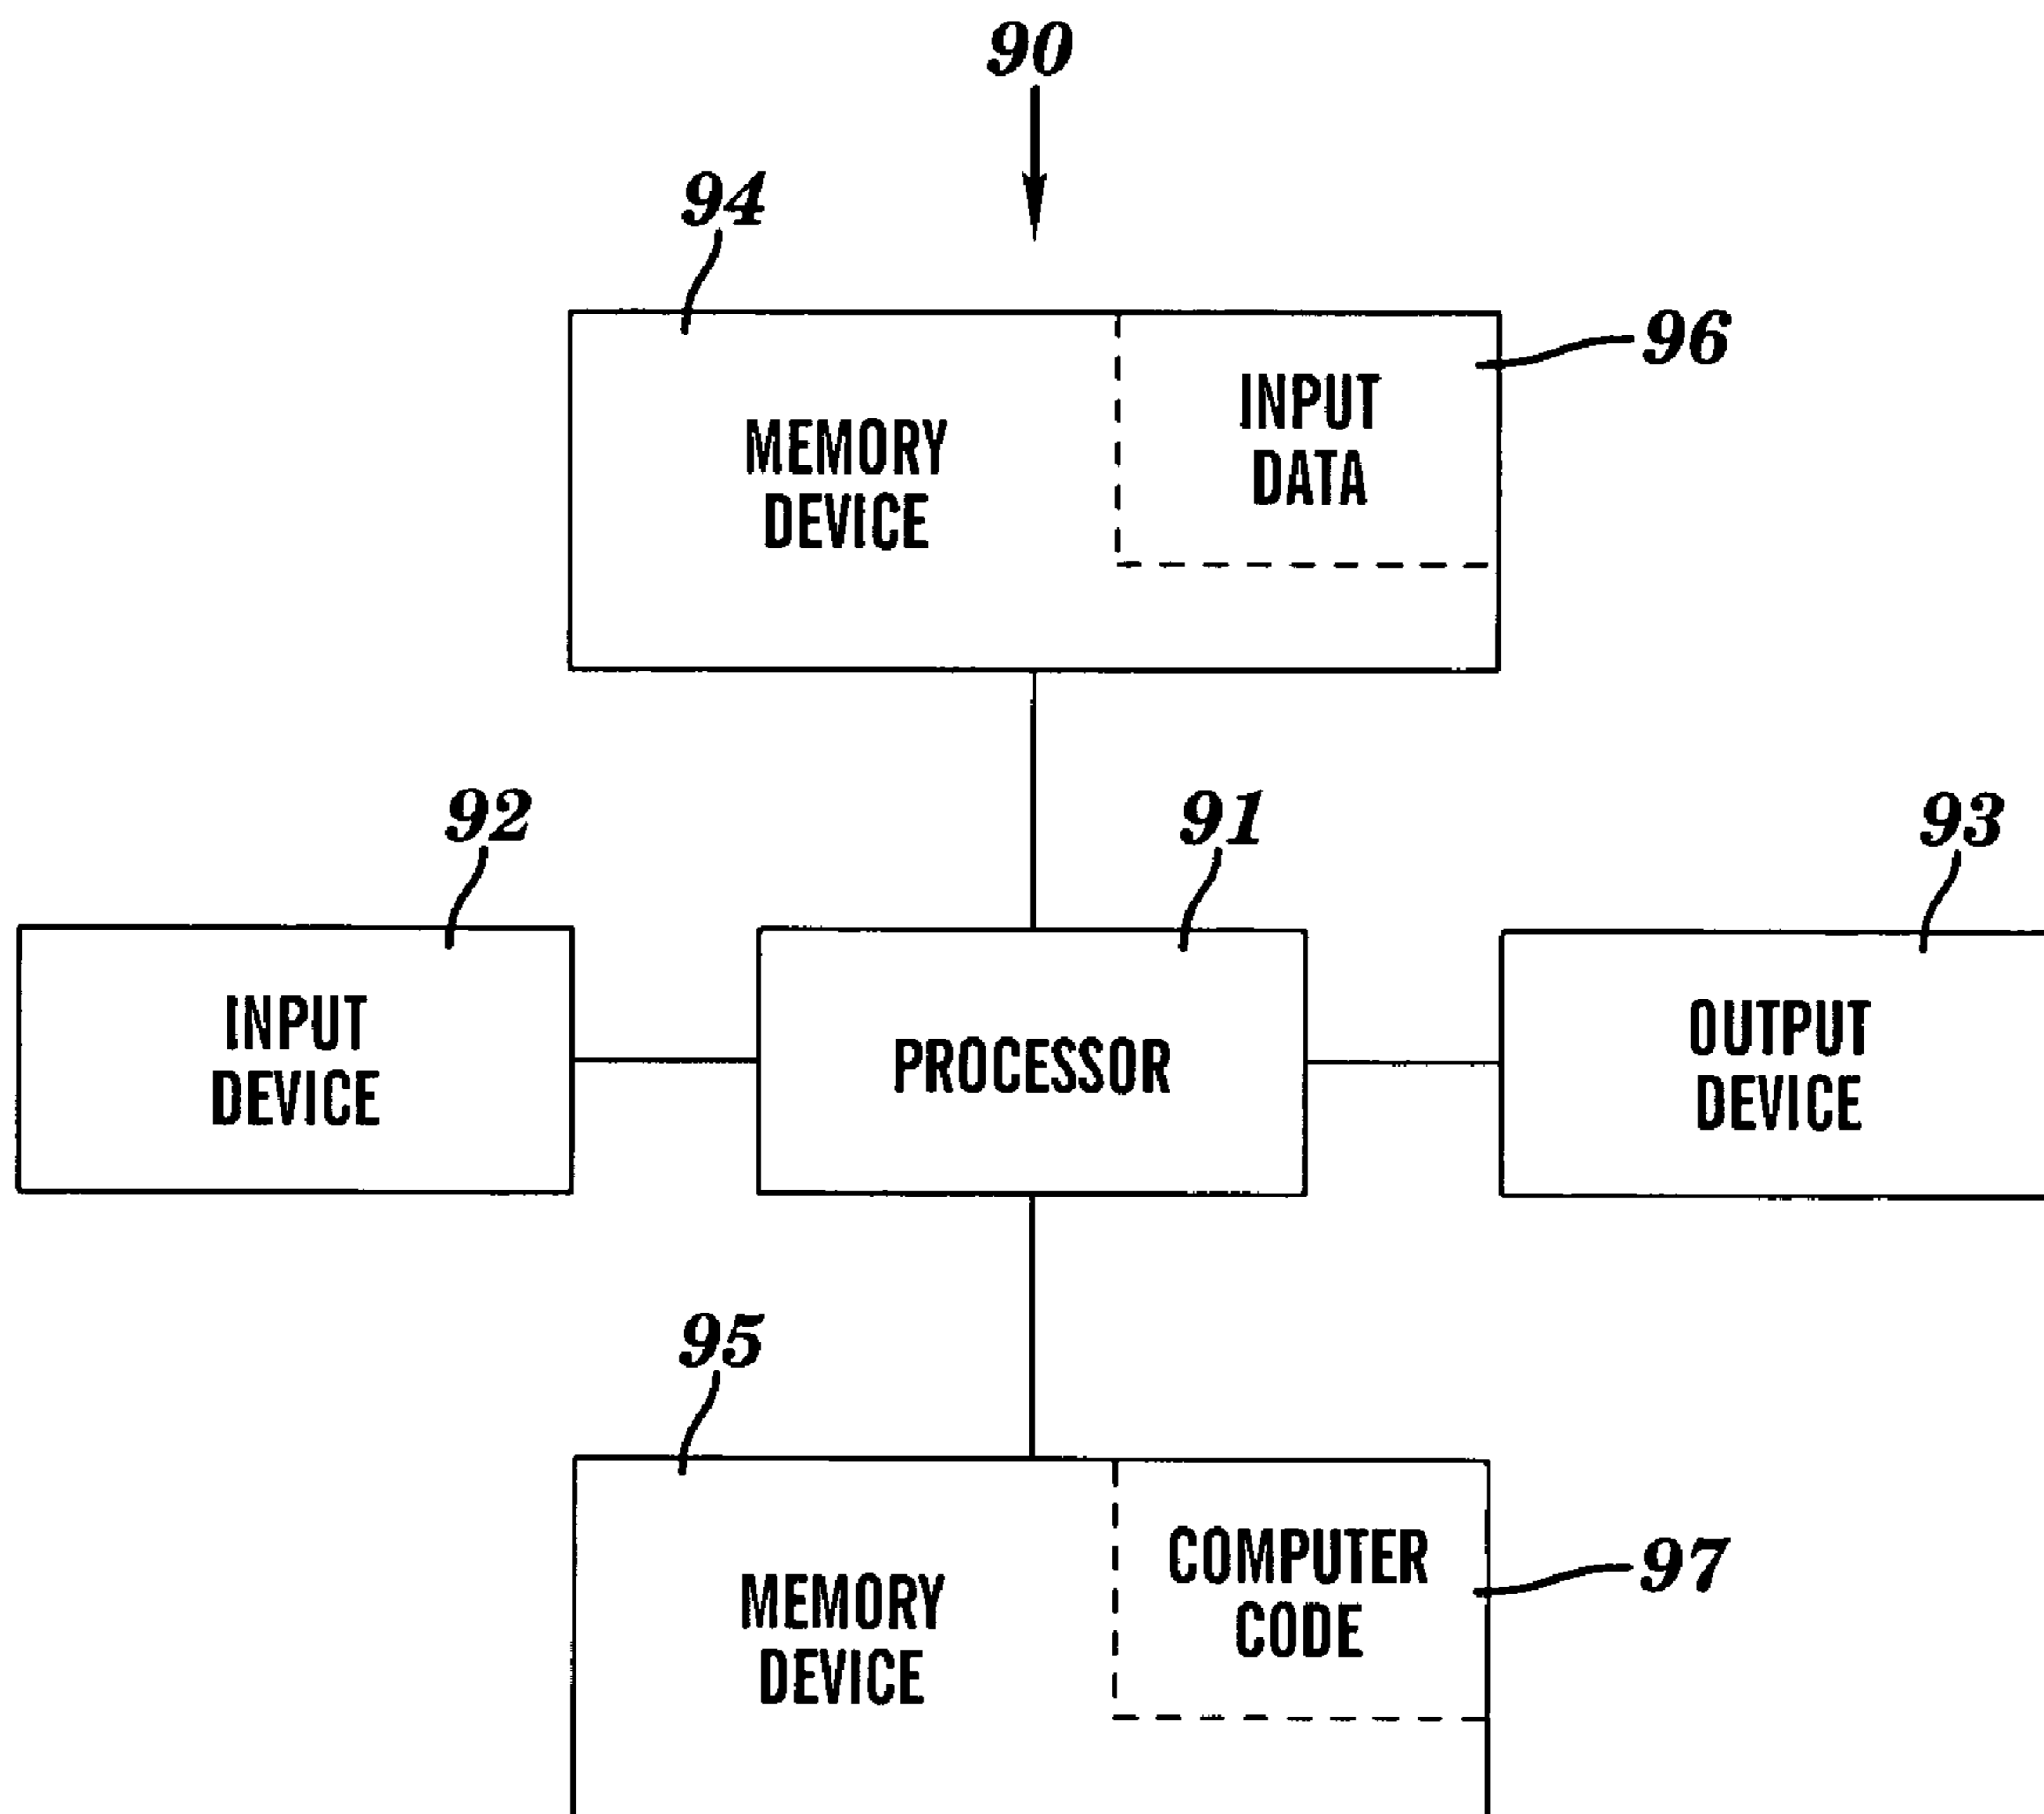 90
94
96
MEMORY
DEVICE
INPUT
DATA
92
91
93
INPUT
DEVICE
PROCESSOR
OUTPUT
DEVICE
95
MEMORY
DEVICE
COMPUTER
CODE
97